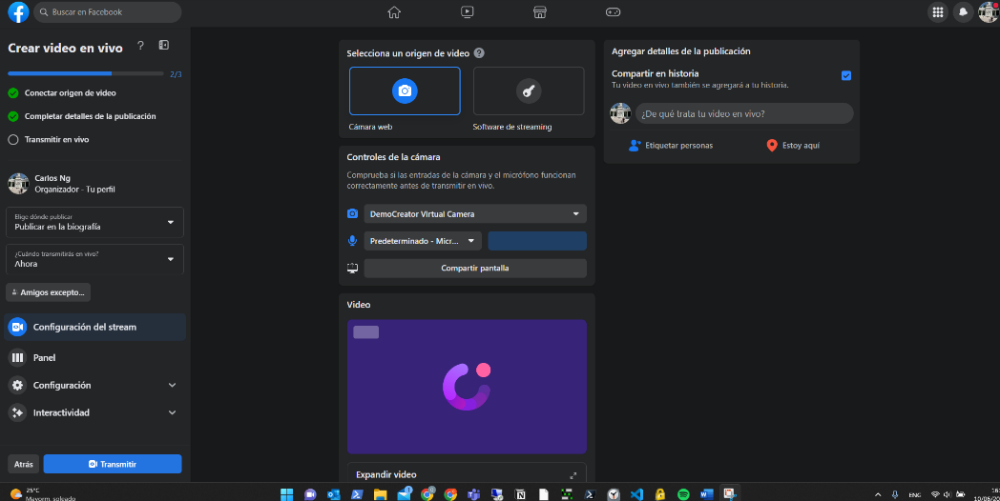 Buscar en Facebook
Crear video en vivo
?
2/3
Conectar origen de video
Completar detalles de la publicación
Transmitir en vivo
Carlos Ng
Organizador - Tu perfil
Elige dónde publicar
Publicar en la biografía
¿Cuándo transmitirás en vivo?
Ahora
Amigos excepto...
Configuración del stream
Panel
Configuración
Interactividad
Atrás
Transmitir
Selecciona un origen de video ?
Cámara web
Software de streaming
Controles de la cámara
Comprueba si las entradas de la cámara y el micrófono funcionan
correctamente antes de transmitir en vivo.
DemoCreator Virtual Camera
Predeterminado - Micr...
Compartir pantalla
Video
Expandir video
Agregar detalles de la publicación
Compartir en historia
Tu video en vivo también se agregará a tu historia.
¿De qué trata tu video en vivo?
Etiquetar personas
Estoy aquí
25°C
Mayorm. soleado
ENG